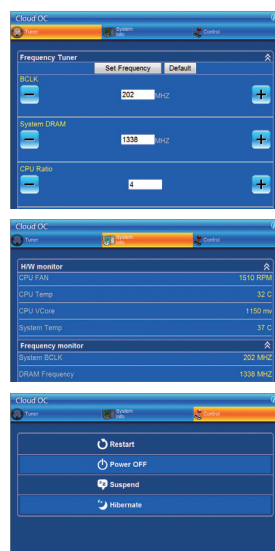 Cloud OC
Tuner System Info Control
Frequency Tuner
Set Frequency Default
BCLK
202 MHZ
System DRAM
1338 MHZ
CPU Ratio
4
Cloud OC
Tuner System Info Control
H/W monitor
CPU FAN 1510 RPM
CPU Temp 32 C
CPU VCore 1150 mv
System Temp 37 C
Frequency monitor
System BCLK 202 MHZ
DRAM Frequency 1338 MHZ
Cloud OC
Tuner System Info Control
Restart
Power OFF
Suspend
Hibernate